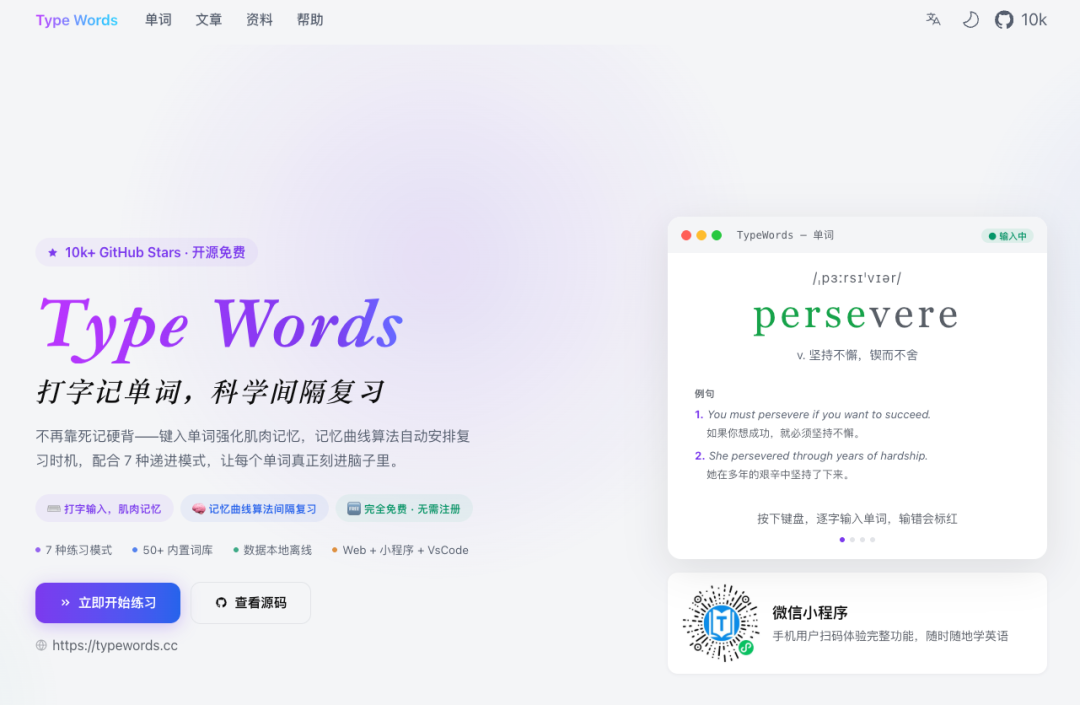 Type Words 单词 文章 资料 帮助 10k
10k+ GitHub Stars · 开源免费
Type Words
打字记单词，科学间隔复习
不再靠死记硬背——键入单词强化肌肉记忆，记忆曲线算法自动安排复
习时机，配合 7 种递进模式，让每个单词真正刻进脑子里。
打字输入，肌肉记忆 记忆曲线算法间隔复习 完全免费 · 无需注册
7 种练习模式 50+ 内置词库 数据本地离线 Web + 小程序 + VsCode
立即开始练习 查看源码
https://typewords.cc
TypeWords — 单词 输入中
/ˌpɜːrsɪˈvɪər/
persevere
v. 坚持不懈，锲而不舍
例句
1. You must persevere if you want to succeed.
如果你想成功，就必须坚持不懈。
2. She persevered through years of hardship.
她在多年的艰辛中坚持了下来。
按下键盘，逐字输入单词，输错会标红
微信小程序
手机用户扫码体验完整功能，随时随地学英语